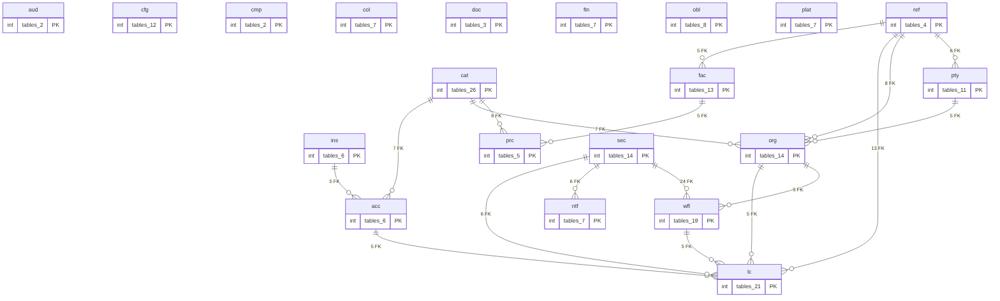 aud
int tables_2 PK
cfg
int tables_12 PK
cmp
int tables_2 PK
col
int tables_7 PK
doc
int tables_3 PK
fin
int tables_7 PK
obl
int tables_8 PK
plat
int tables_7 PK
ref
int tables_4 PK
5 FK
6 FK
cat
int tables_26 PK
fac
int tables_13 PK
pty
int tables_11 PK
8 FK
6 FK
5 FK
5 FK
7 FK
ins
int tables_6 PK
prc
int tables_5 PK
sec
int tables_14 PK
org
int tables_14 PK
7 FK
13 FK
5 FK
6 FK
24 FK
5 FK
acc
int tables_6 PK
ntf
int tables_7 PK
wfl
int tables_19 PK
6 FK
5 FK
5 FK
5 FK
lc
int tables_21 PK